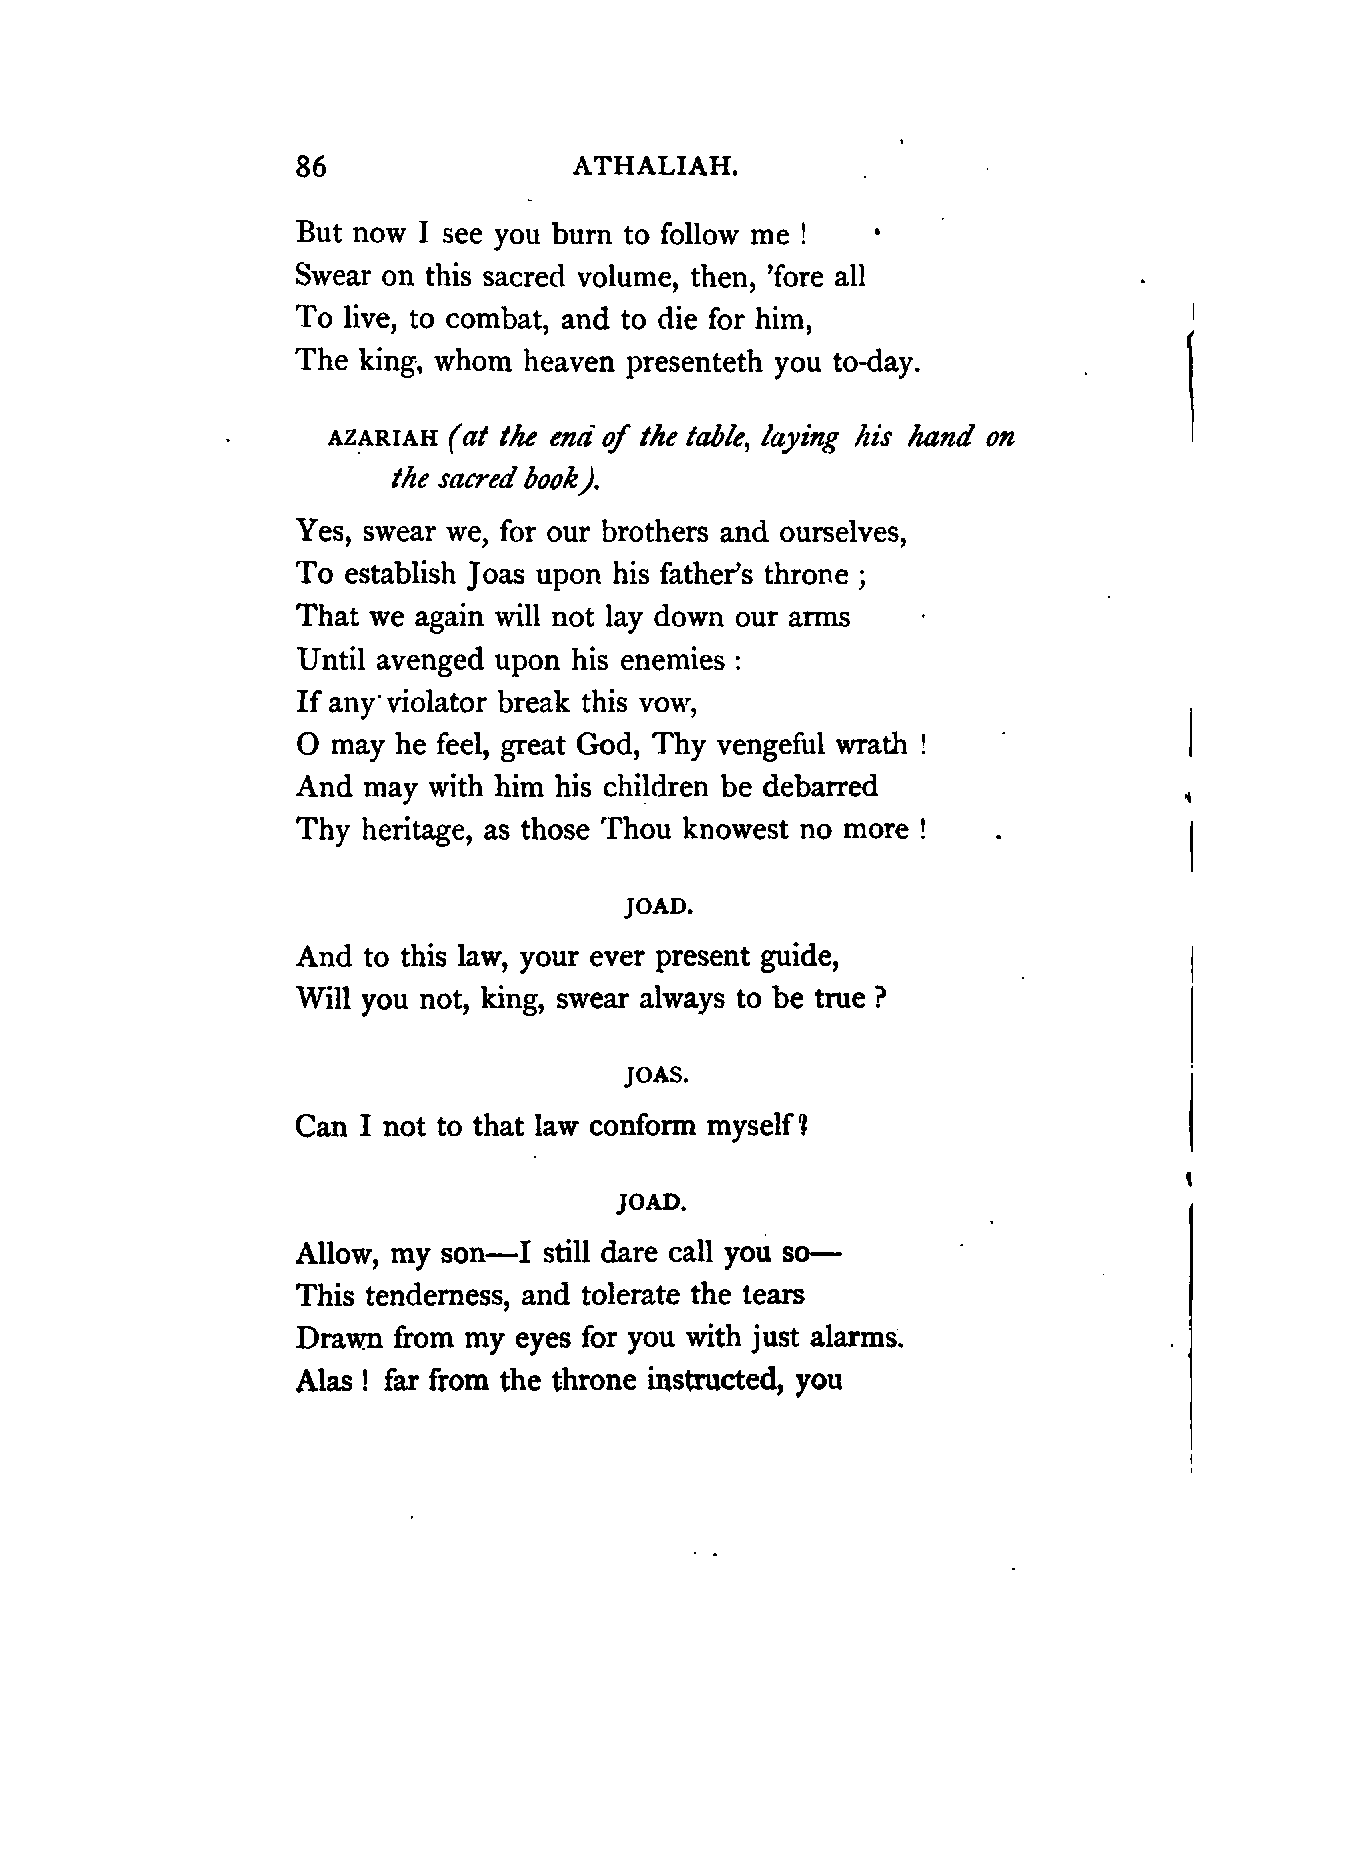 86 ATHALIAH.
But now I see you burn to follow me !
Swear on this sacred volume, then, 'fore all
To live, to combat, and to die for him,
The king, whom heaven presenteth you to-day.
AZARIAH (at the end of the table, laying his hand on
the sacred book).
Yes, swear we, for our brothers and ourselves,
To establish Joas upon his father's throne ;
That we again will not lay down our arms
Until avenged upon his enemies :
If any violator break this vow,
O may he feel, great God, Thy vengeful wrath !
And may with him his children be debarred
Thy heritage, as those Thou knowest no more !
JOAD.
And to this law, your ever present guide,
Will you not, king, swear always to be true ?
JOAS.
Can I not to that law conform myself?
JOAD.
Allow, my son—I still dare call you so—
This tenderness, and tolerate the tears
Drawn from my eyes for you with just alarms.
Alas ! far from the throne instructed, you